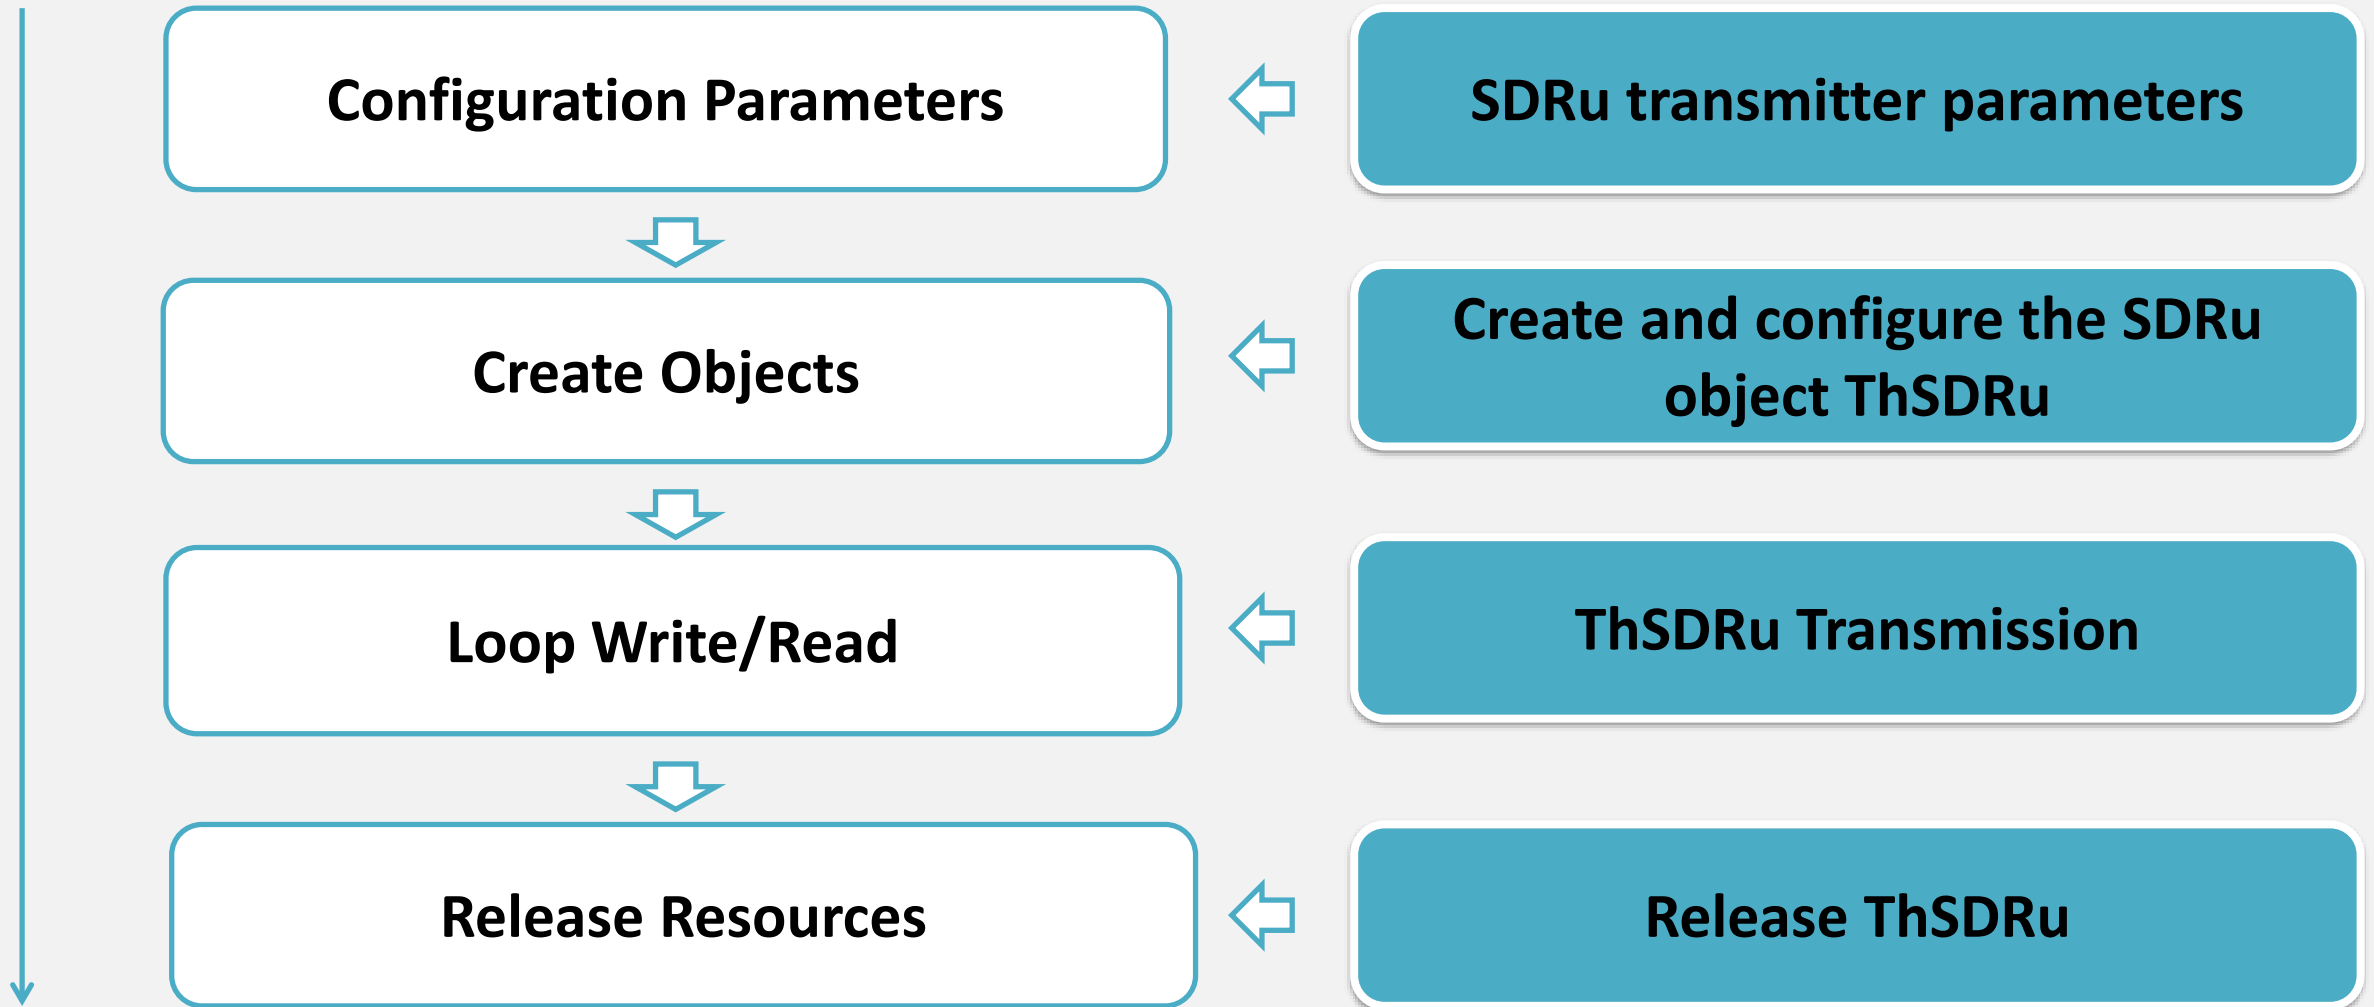 Configuration Parameters
SDRu transmitter parameters
Create Objects
Create and configure the SDRu
object ThSDRu
Loop Write/Read
ThSDRu Transmission
Release Resources
Release ThSDRu